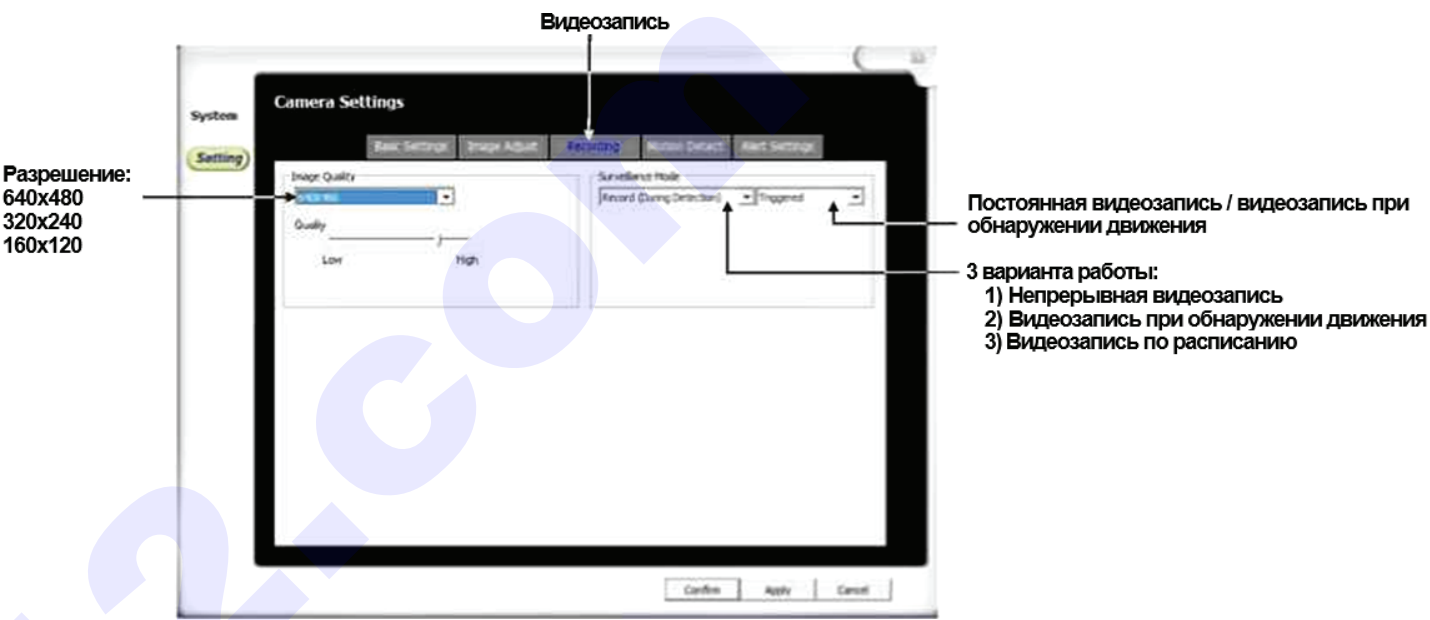 Видеозапись
System
Setting
Camera Settings
Basic Settings
Image Adjust
Recording
Motion Detect
Alert Settings
Разрешение:
640x480
320x240
160x120
Image Quality
Quality
Low
High
Surveillance Mode
Record (During Detection)
Triggered
Постоянная видеозапись / видеозапись при
обнаружении движения
3 варианта работы:
1) Непрерывная видеозапись
2) Видеозапись при обнаружении движения
3) Видеозапись по расписанию
Confirm
Apply
Cancel
2.com